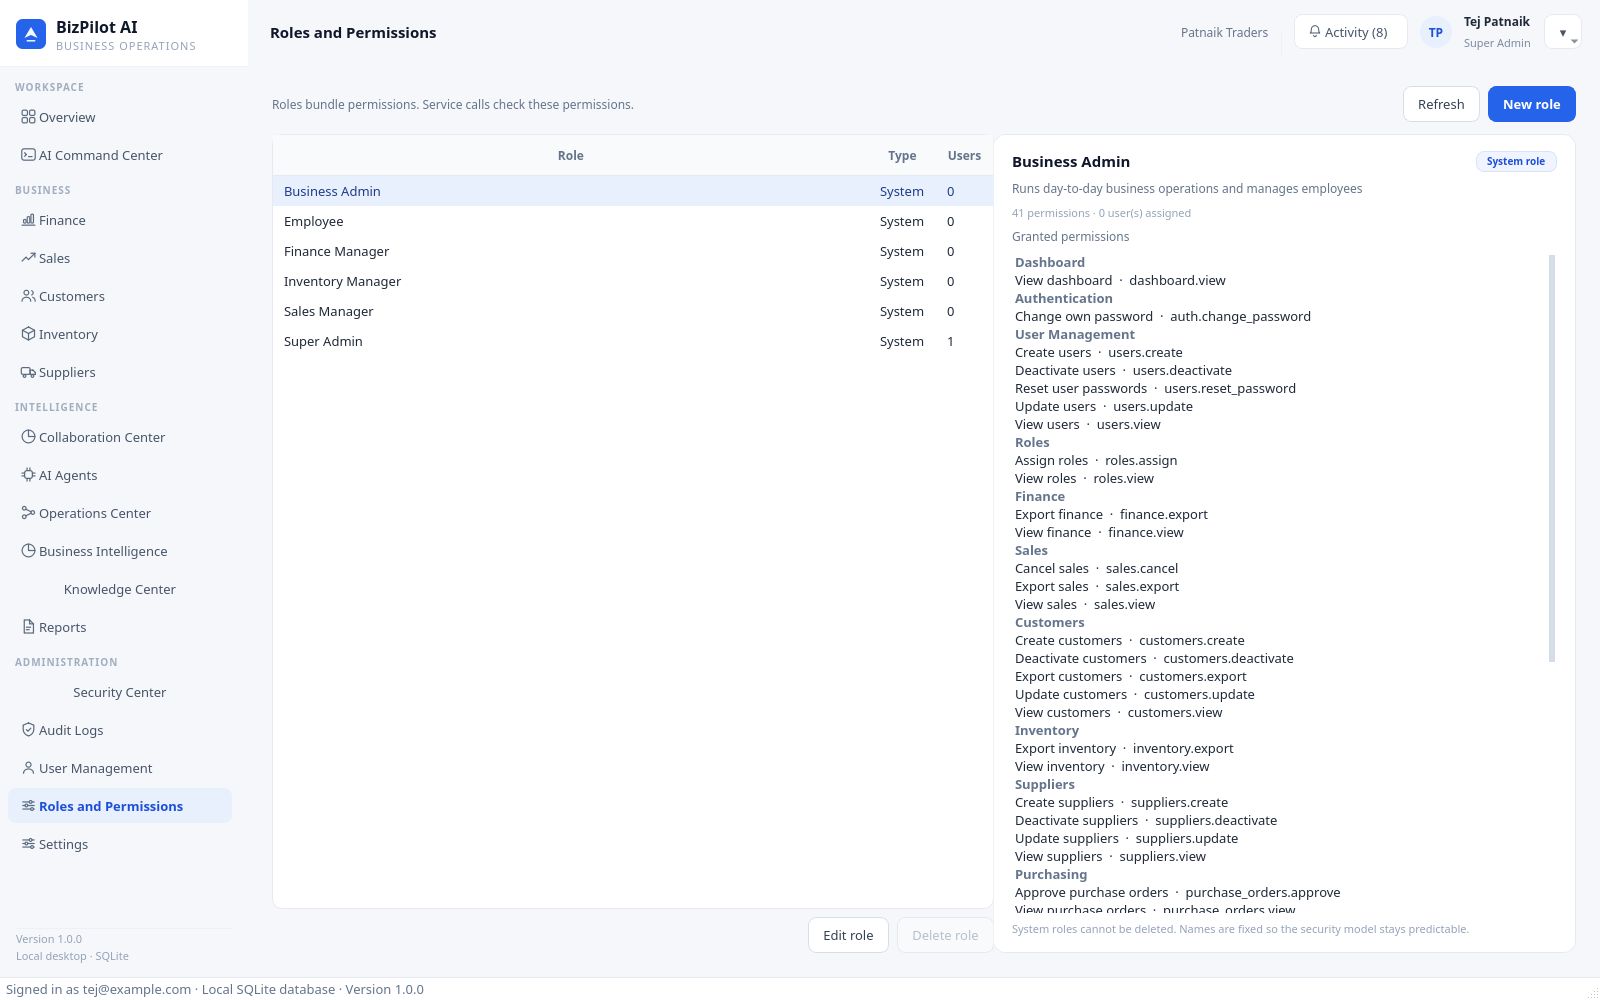 BizPilot AI
BUSINESS OPERATIONS
Roles and Permissions
Patnaik Traders
Activity (8)
TP
Tej Patnaik
Super Admin
WORKSPACE
Overview
AI Command Center
BUSINESS
Finance
Sales
Customers
Inventory
Suppliers
INTELLIGENCE
Collaboration Center
AI Agents
Operations Center
Business Intelligence
Knowledge Center
Reports
ADMINISTRATION
Security Center
Audit Logs
User Management
Roles and Permissions
Settings
Version 1.0.0
Local desktop · SQLite
Roles bundle permissions. Service calls check these permissions.
Refresh
New role
Role Type Users
Business Admin System 0
Employee System 0
Finance Manager System 0
Inventory Manager System 0
Sales Manager System 0
Super Admin System 1
Edit role
Delete role
Business Admin
System role
Runs day-to-day business operations and manages employees
41 permissions · 0 user(s) assigned
Granted permissions
Dashboard
View dashboard · dashboard.view
Authentication
Change own password · auth.change_password
User Management
Create users · users.create
Deactivate users · users.deactivate
Reset user passwords · users.reset_password
Update users · users.update
View users · users.view
Roles
Assign roles · roles.assign
View roles · roles.view
Finance
Export finance · finance.export
View finance · finance.view
Sales
Cancel sales · sales.cancel
Export sales · sales.export
View sales · sales.view
Customers
Create customers · customers.create
Deactivate customers · customers.deactivate
Export customers · customers.export
Update customers · customers.update
View customers · customers.view
Inventory
Export inventory · inventory.export
View inventory · inventory.view
Suppliers
Create suppliers · suppliers.create
Deactivate suppliers · suppliers.deactivate
Update suppliers · suppliers.update
View suppliers · suppliers.view
Purchasing
Approve purchase orders · purchase_orders.approve
View purchase orders · purchase_orders.view
System roles cannot be deleted. Names are fixed so the security model stays predictable.
Signed in as tej@example.com · Local SQLite database · Version 1.0.0